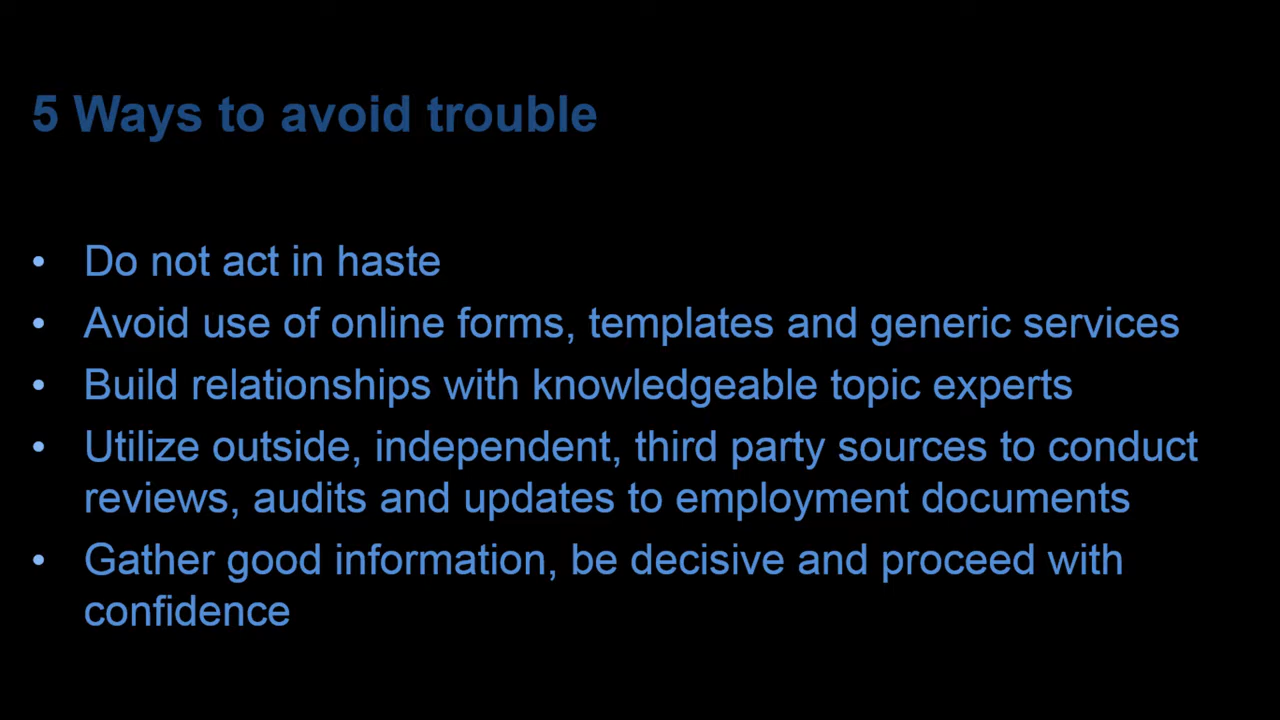 5 Ways to avoid trouble
• Do not act in haste
• Avoid use of online forms, templates and generic services
• Build relationships with knowledgeable topic experts
• Utilize outside, independent, third party sources to conduct
reviews, audits and updates to employment documents
• Gather good information, be decisive and proceed with
confidence